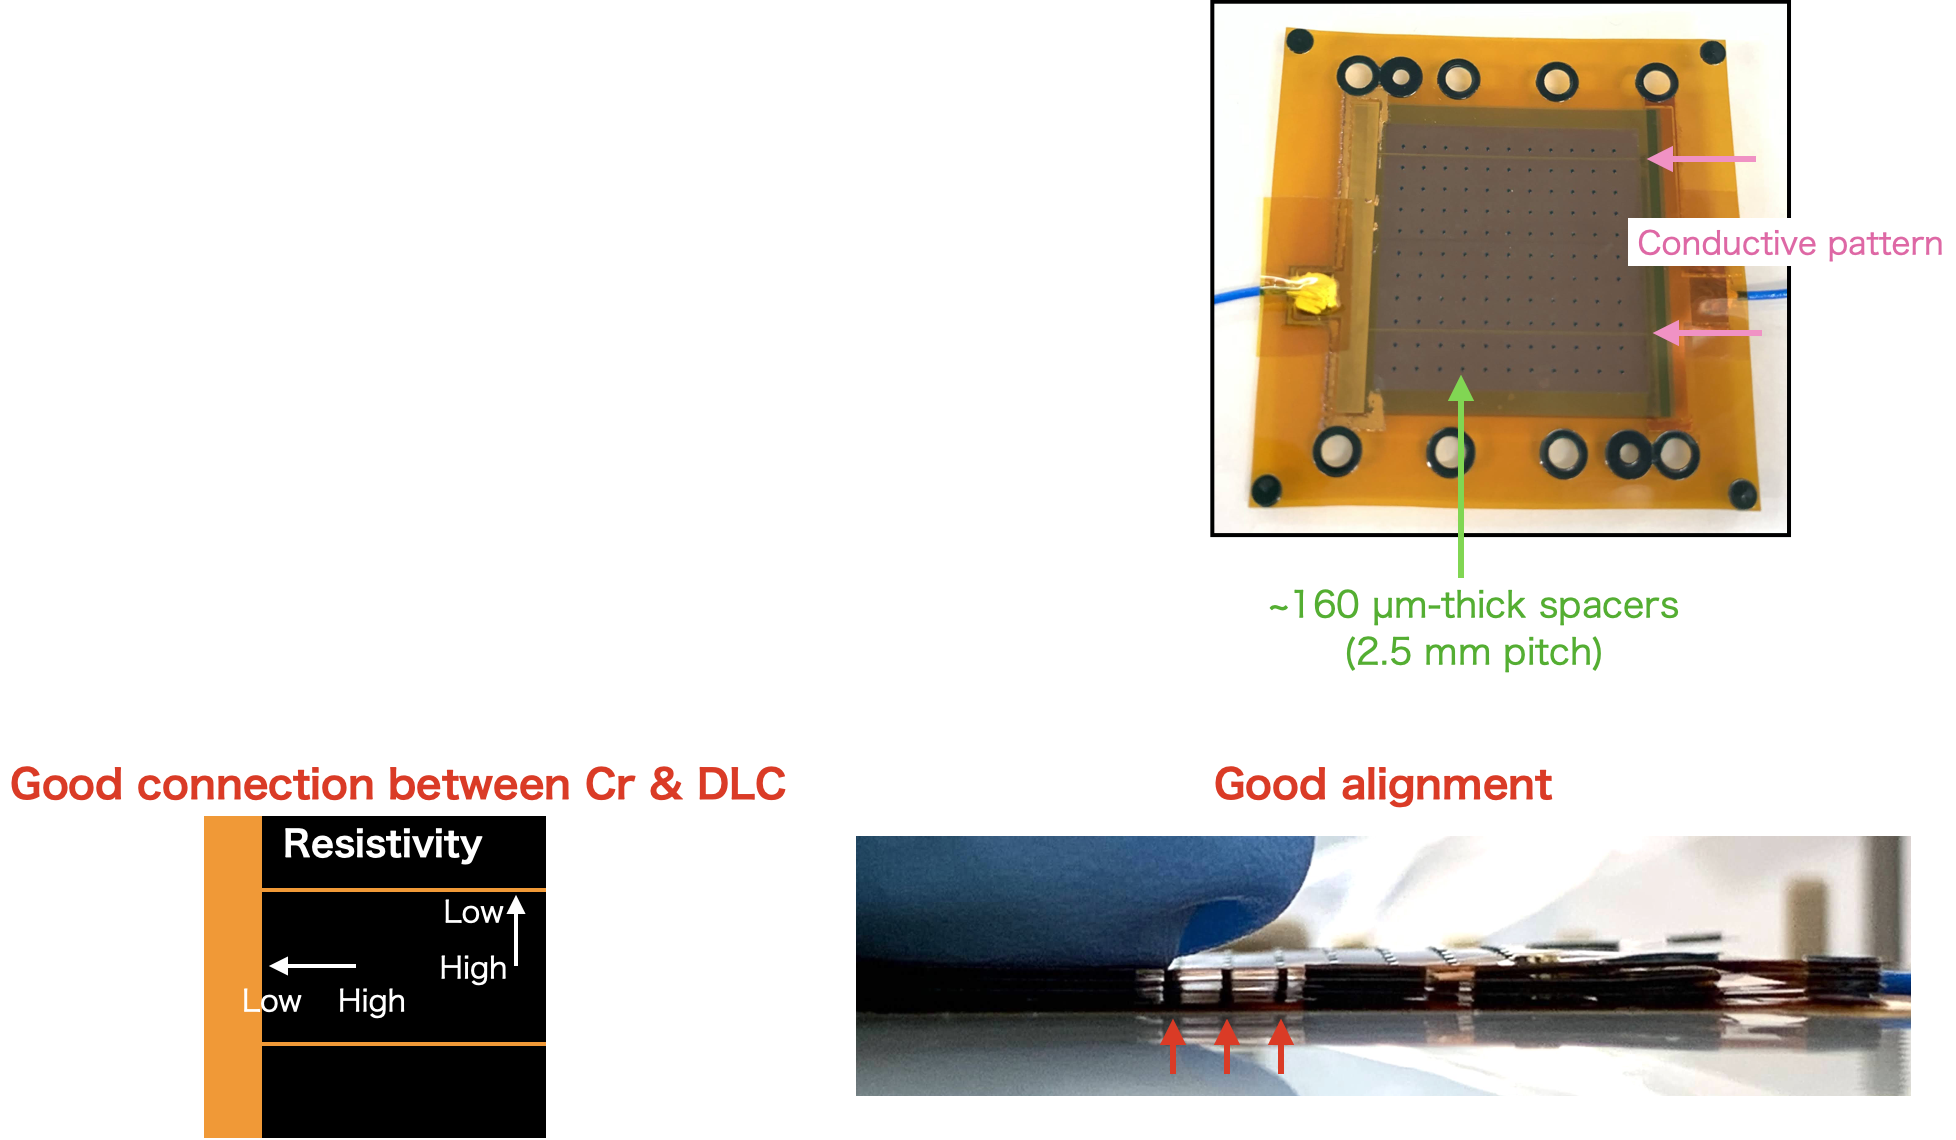 Conductive pattern
~160 μm-thick spacers
(2.5 mm pitch)
Good connection between Cr & DLC
Good alignment
Resistivity
Low
High
Low High